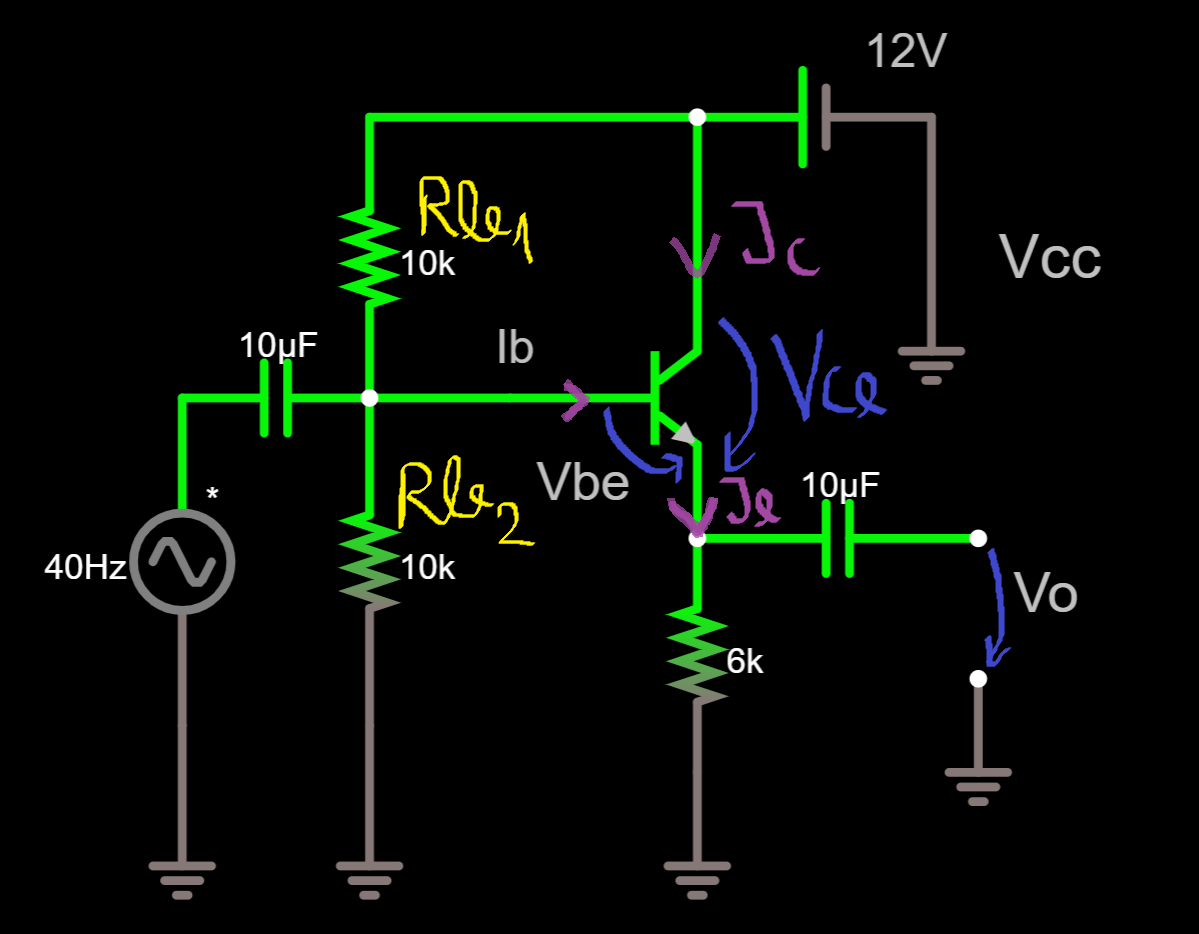 12V
Rb1
10k
Ic
Vcc
10µF
Ib
Vce
Vbe
Ie
10µF
Rb2
*
40Hz
10k
Vo
6k